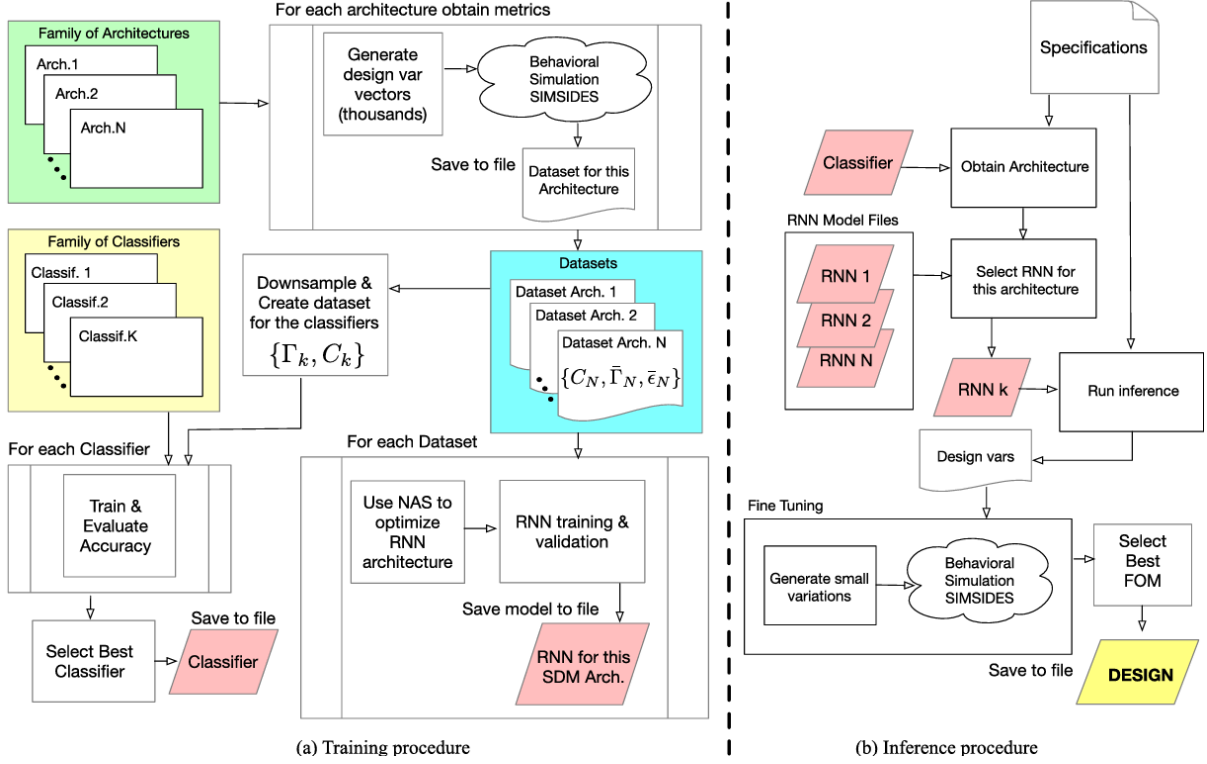 For each architecture obtain metrics
Family of Architectures
Arch.1
Arch.2
Arch.N
Generate
design var
vectors
(thousands)
Behavioral
Simulation
SIMSIDES
Save to file
Dataset for this
Architecture
Family of Classifiers
Classif. 1
Classif.2
Classif.K
Downsample &
Create dataset
for the classifiers
{Γ_k, C_k}
Datasets
Dataset Arch. 1
Dataset Arch. 2
Dataset Arch. N
{C_N, Γ̄_N, ε̄_N}
For each Classifier
Train &
Evaluate
Accuracy
Select Best
Classifier
Save to file
Classifier
For each Dataset
Use NAS to
optimize
RNN
architecture
RNN training &
validation
Save model to file
RNN for this
SDM Arch.
(a) Training procedure
Specifications
Classifier
Obtain Architecture
RNN Model Files
RNN 1
RNN 2
RNN N
Select RNN for
this architecture
RNN k
Run inference
Design vars
Fine Tuning
Generate small
variations
Behavioral
Simulation
SIMSIDES
Select
Best
FOM
Save to file
DESIGN
(b) Inference procedure